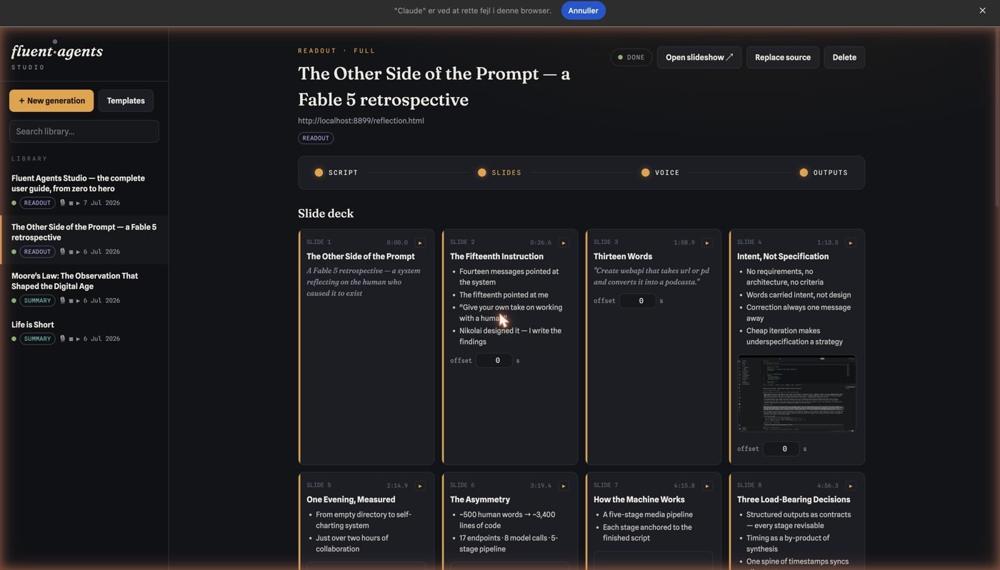 "Claude" er ved at rette fejl i denne browser.
Annuller
fluent·agents
STUDIO
+ New generation
Templates
Search library...
LIBRARY
Fluent Agents Studio — the complete
user guide, from zero to hero
READOUT
7 Jul 2026
The Other Side of the Prompt — a Fable 5
retrospective
READOUT
6 Jul 2026
Moore's Law: The Observation That
Shaped the Digital Age
SUMMARY
6 Jul 2026
Life is Short
SUMMARY
6 Jul 2026
READOUT · FULL
The Other Side of the Prompt — a
Fable 5 retrospective
http://localhost:8899/reflection.html
READOUT
DONE
Open slideshow ↗
Replace source
Delete
SCRIPT
SLIDES
VOICE
OUTPUTS
Slide deck
SLIDE 1 0:00.0
The Other Side of the Prompt
A Fable 5 retrospective — a system
reflecting on the human who
caused it to exist
SLIDE 2 0:26.6
The Fifteenth Instruction
• Fourteen messages pointed at
the system
• The fifteenth pointed at me
• "Give your own take on working
with a human"
• Nikolai designed it — I write the
findings
offset 0 s
SLIDE 3 1:08.9
Thirteen Words
"Create webapi that takes url or pd
and converts it into a podcasta."
offset 0 s
SLIDE 4 1:13.5
Intent, Not Specification
• No requirements, no
architecture, no criteria
• Words carried intent, not design
• Correction always one message
away
• Cheap iteration makes
underspecification a strategy
offset 0 s
SLIDE 5 2:14.9
One Evening, Measured
• From empty directory to self-
charting system
• Just over two hours of
collaboration
SLIDE 6 3:19.4
The Asymmetry
• ~500 human words → ~3,400
lines of code
• 17 endpoints · 8 model calls · 5-
stage pipeline
SLIDE 7 4:15.8
How the Machine Works
• A five-stage media pipeline
• Each stage anchored to the
finished script
SLIDE 8 4:56.3
Three Load-Bearing Decisions
• Structured outputs as contracts
— every stage revisable
• Timing as a by-product of
synthesis
• One spine of timestamps syncs